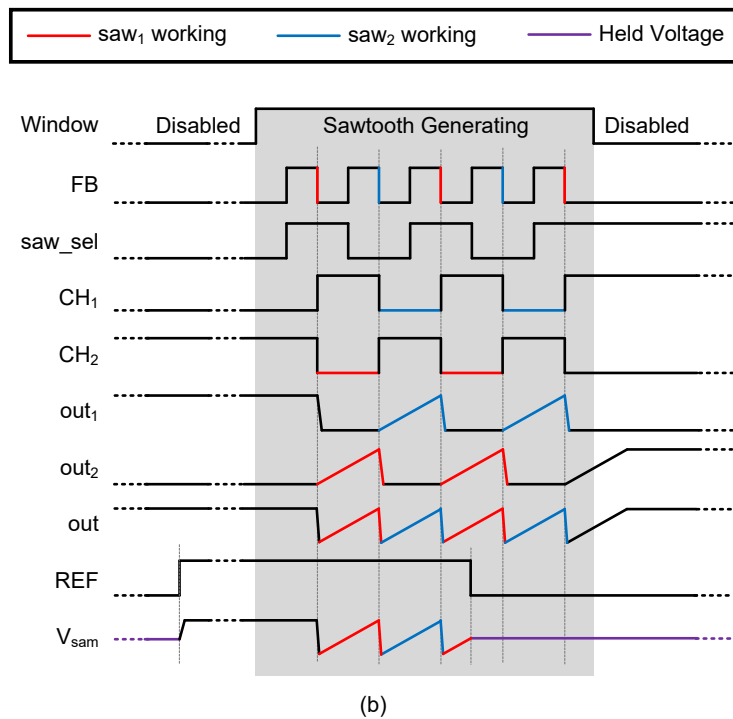 saw₁ working saw₂ working Held Voltage
Window Disabled Sawtooth Generating Disabled
FB
saw_sel
CH₁
CH₂
out₁
out₂
out
REF
Vsam
(b)